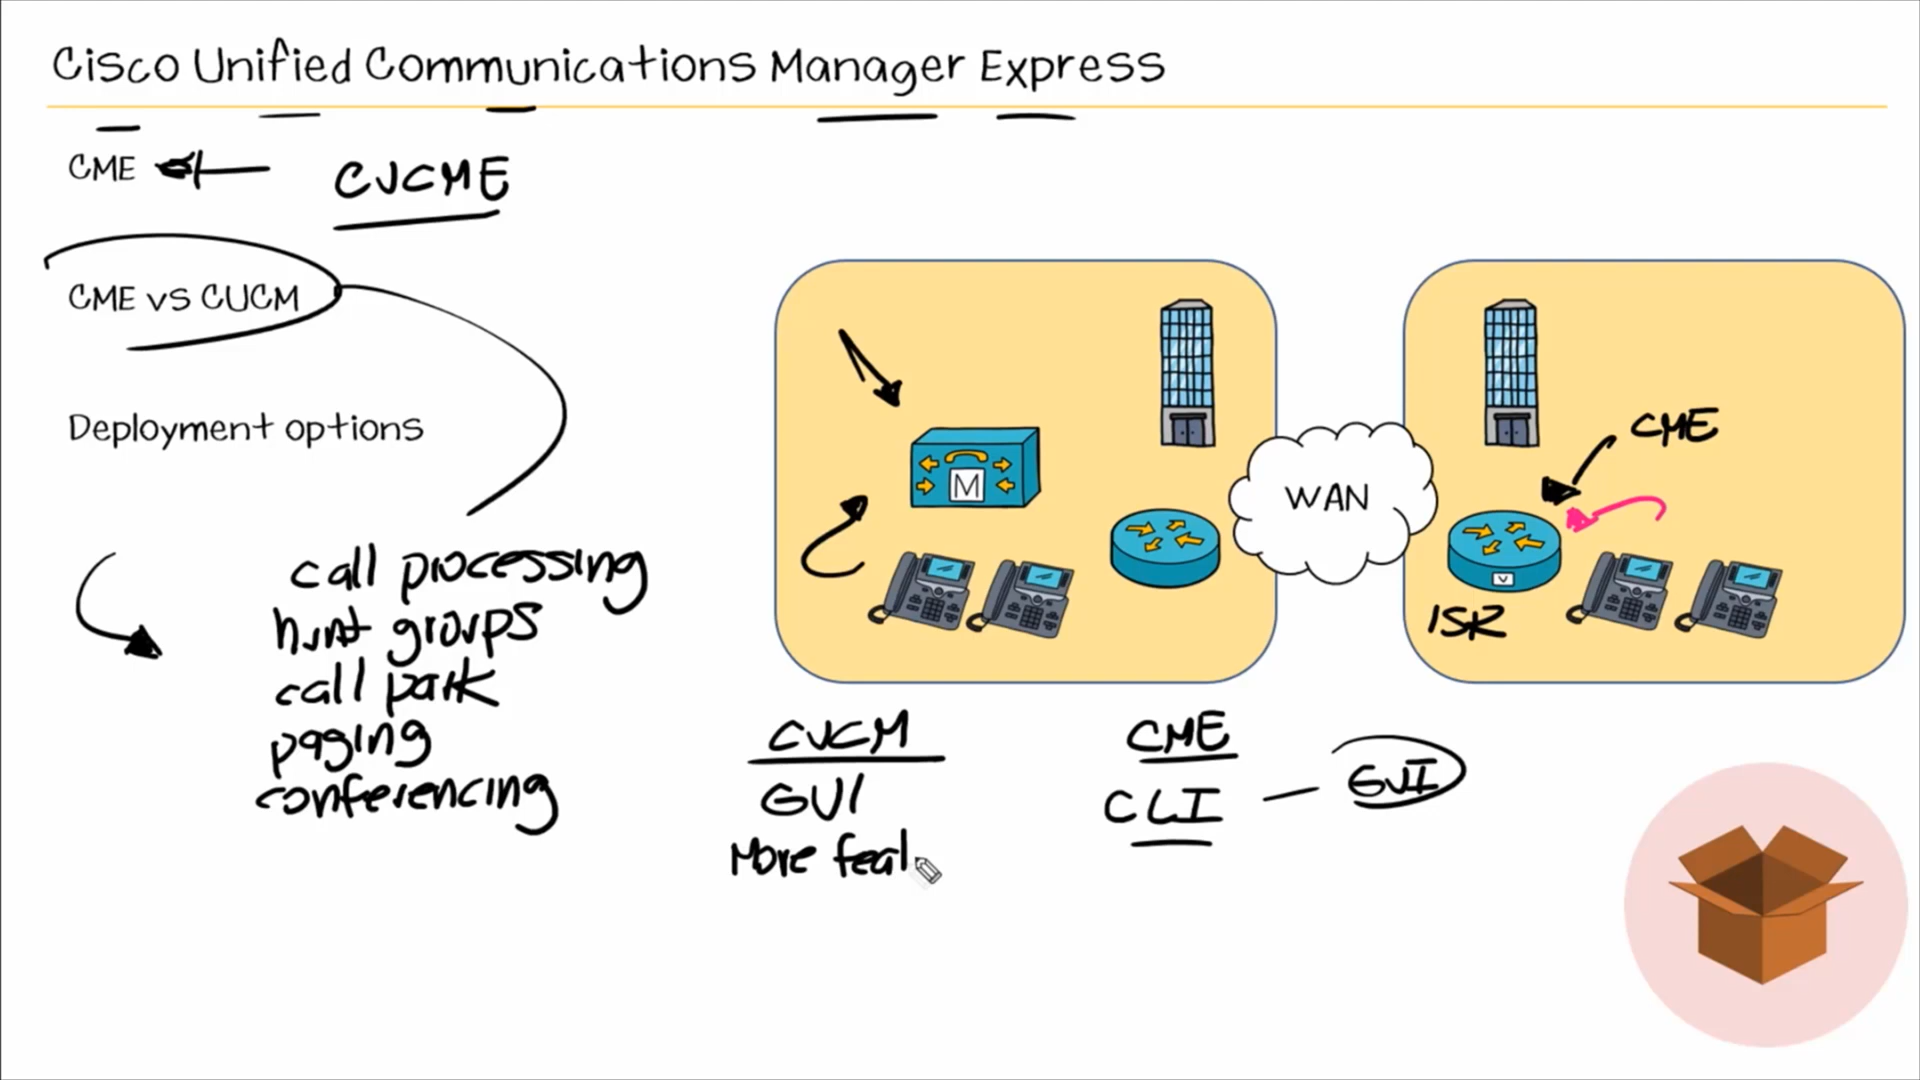 Cisco Unified Communications Manager Express
CME
CUCME
CME vs CUCM
Deployment options
call processing
hunt groups
call park
paging
conferencing
M
WAN
CME
V
ISR
CUCM
GUI
More feat
CME
CLI — GUI